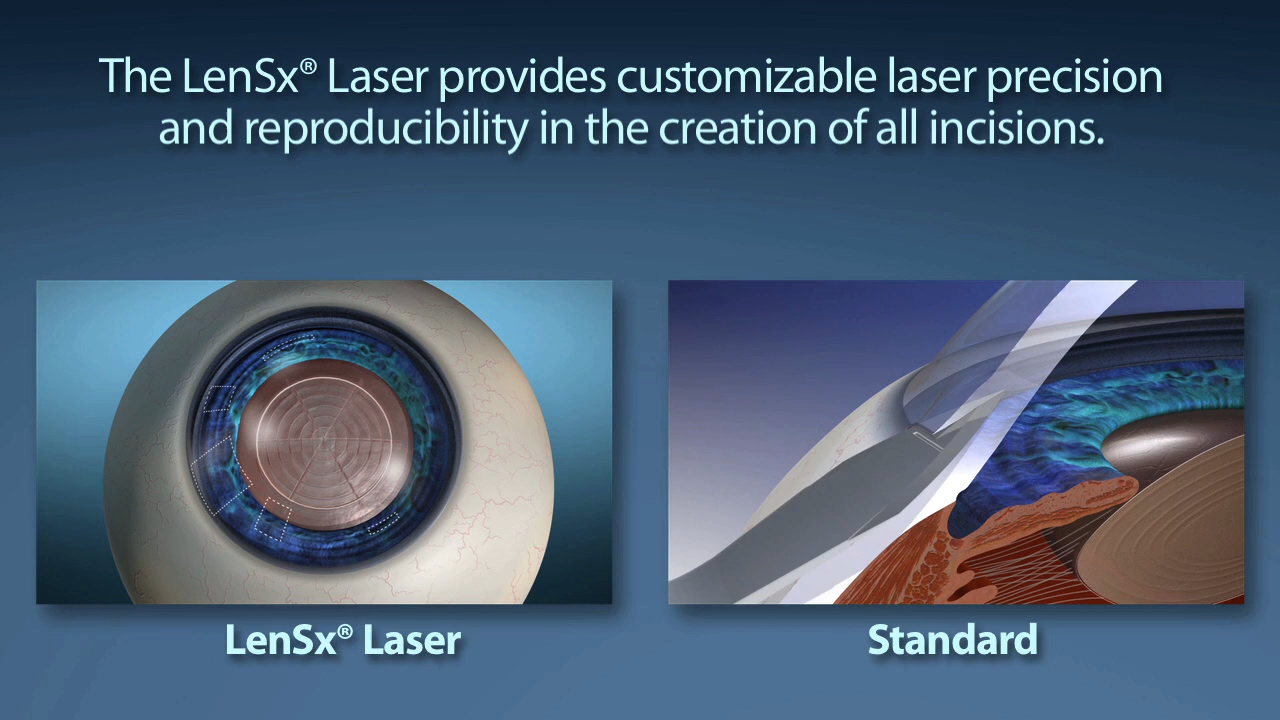 The LenSx® Laser provides customizable laser precision
and reproducibility in the creation of all incisions.
LenSx® Laser
Standard